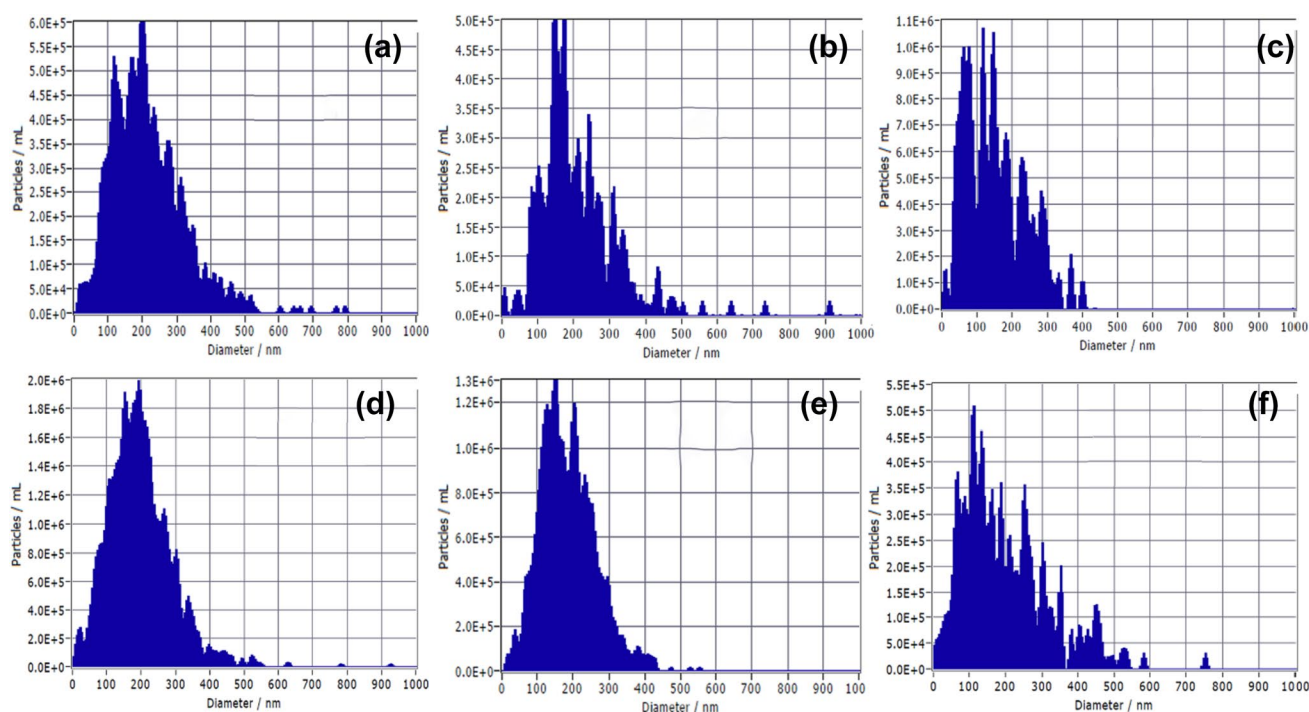 (a)
Particles / mL
6.0E+5
5.5E+5
5.0E+5
4.5E+5
4.0E+5
3.5E+5
3.0E+5
2.5E+5
2.0E+5
1.5E+5
1.0E+5
5.0E+4
0.0E+0
0 100 200 300 400 500 600 700 800 900 1000
Diameter / nm
(b)
Particles / mL
5.0E+5
4.5E+5
4.0E+5
3.5E+5
3.0E+5
2.5E+5
2.0E+5
1.5E+5
1.0E+5
5.0E+4
0.0E+0
0 100 200 300 400 500 600 700 800 900 100
Diameter / nm
(c)
Particles / mL
1.1E+6
1.0E+6
9.0E+5
8.0E+5
7.0E+5
6.0E+5
5.0E+5
4.0E+5
3.0E+5
2.0E+5
1.0E+5
0.0E+0
0 100 200 300 400 500 600 700 800 900 1000
Diameter / nm
(d)
Particles / mL
2.0E+6
1.8E+6
1.6E+6
1.4E+6
1.2E+6
1.0E+6
8.0E+5
6.0E+5
4.0E+5
2.0E+5
0.0E+0
0 100 200 300 400 500 600 700 800 900 1000
Diameter / nm
(e)
Particles / mL
1.3E+6
1.2E+6
1.0E+6
8.0E+5
6.0E+5
4.0E+5
2.0E+5
0.0E+0
0 100 200 300 400 500 600 700 800 900 1000
Diameter / nm
(f)
Particles / mL
5.5E+5
5.0E+5
4.5E+5
4.0E+5
3.5E+5
3.0E+5
2.5E+5
2.0E+5
1.5E+5
1.0E+5
5.0E+4
0.0E+0
0 100 200 300 400 500 600 700 800 900 1000
Diameter / nm